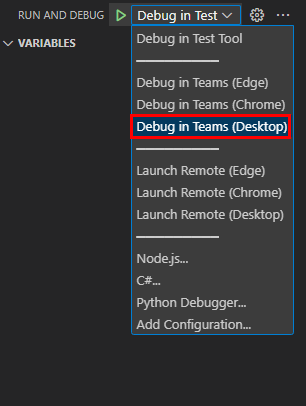 RUN AND DEBUG
Debug in Test
VARIABLES
Debug in Test Tool
Debug in Teams (Edge)
Debug in Teams (Chrome)
Debug in Teams (Desktop)
Launch Remote (Edge)
Launch Remote (Chrome)
Launch Remote (Desktop)
Node.js...
C#...
Python Debugger...
Add Configuration...